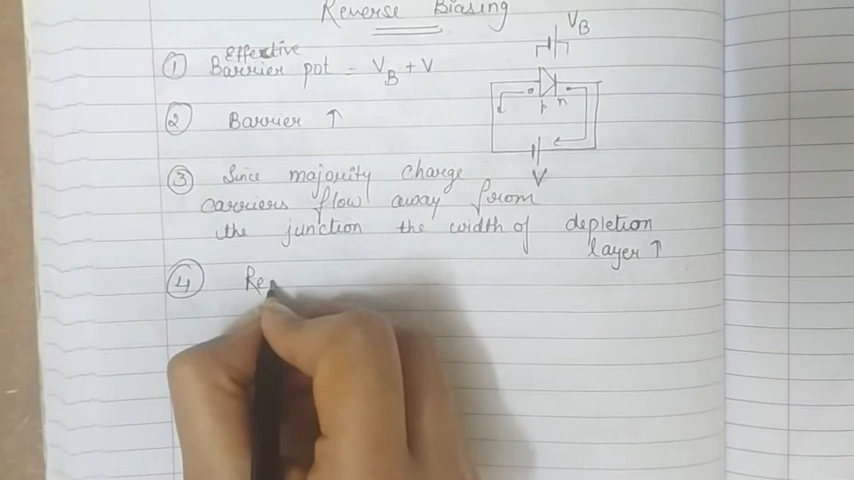 Reverse Biasing
VB
① effective
Barrier pot = VB + V
② Barrier ↑
p n
V
③ Since majority charge
carriers flow away from
the junction the width of depletion
layer ↑
④ Re